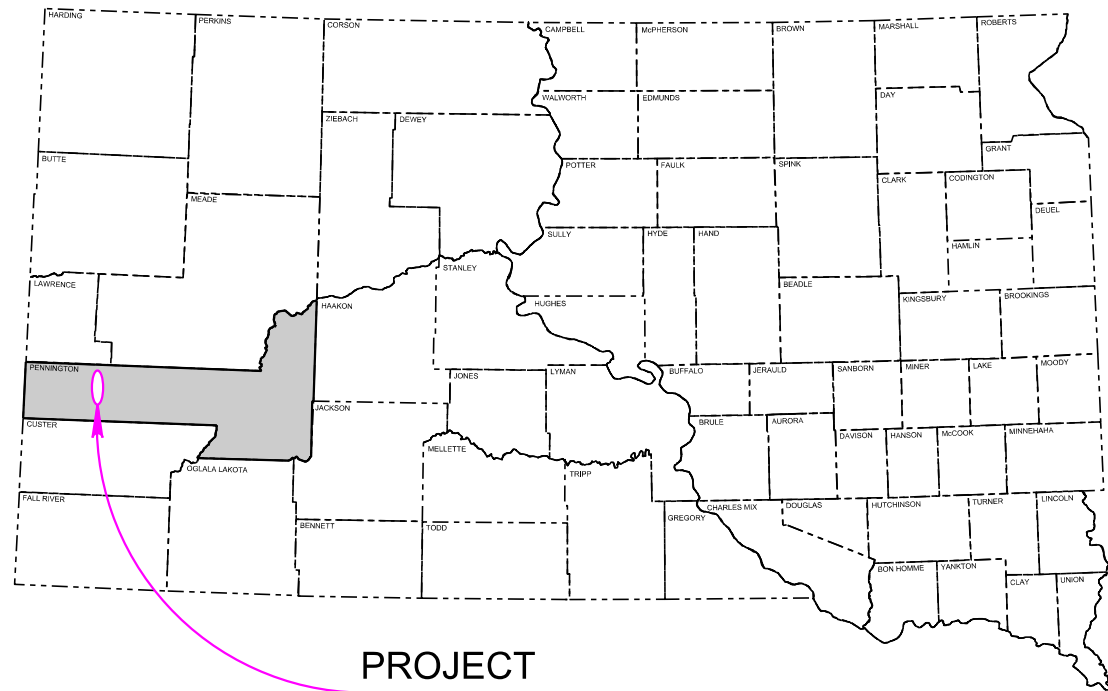 HARDING
PERKINS
CORSON
CAMPBELL
McPHERSON
BROWN
MARSHALL
ROBERTS
WALWORTH
EDMUNDS
DAY
ZIEBACH
DEWEY
GRANT
BUTTE
POTTER
FAULK
SPINK
CLARK
CODINGTON
MEADE
DEUEL
SULLY
HYDE
HAND
HAMLIN
STANLEY
LAWRENCE
BEADLE
HAAKON
HUGHES
KINGSBURY
BROOKINGS
PENNINGTON
JONES
LYMAN
BUFFALO
JERAULD
SANBORN
MINER
LAKE
MOODY
JACKSON
CUSTER
BRULE
AURORA
DAVISON
HANSON
McCOOK
MINNEHAHA
MELLETTE
OGLALA LAKOTA
TRIPP
FALL RIVER
GREGORY
CHARLES MIX
DOUGLAS
HUTCHINSON
TURNER
LINCOLN
BENNETT
TODD
BON HOMME
YANKTON
CLAY
UNION
PROJECT